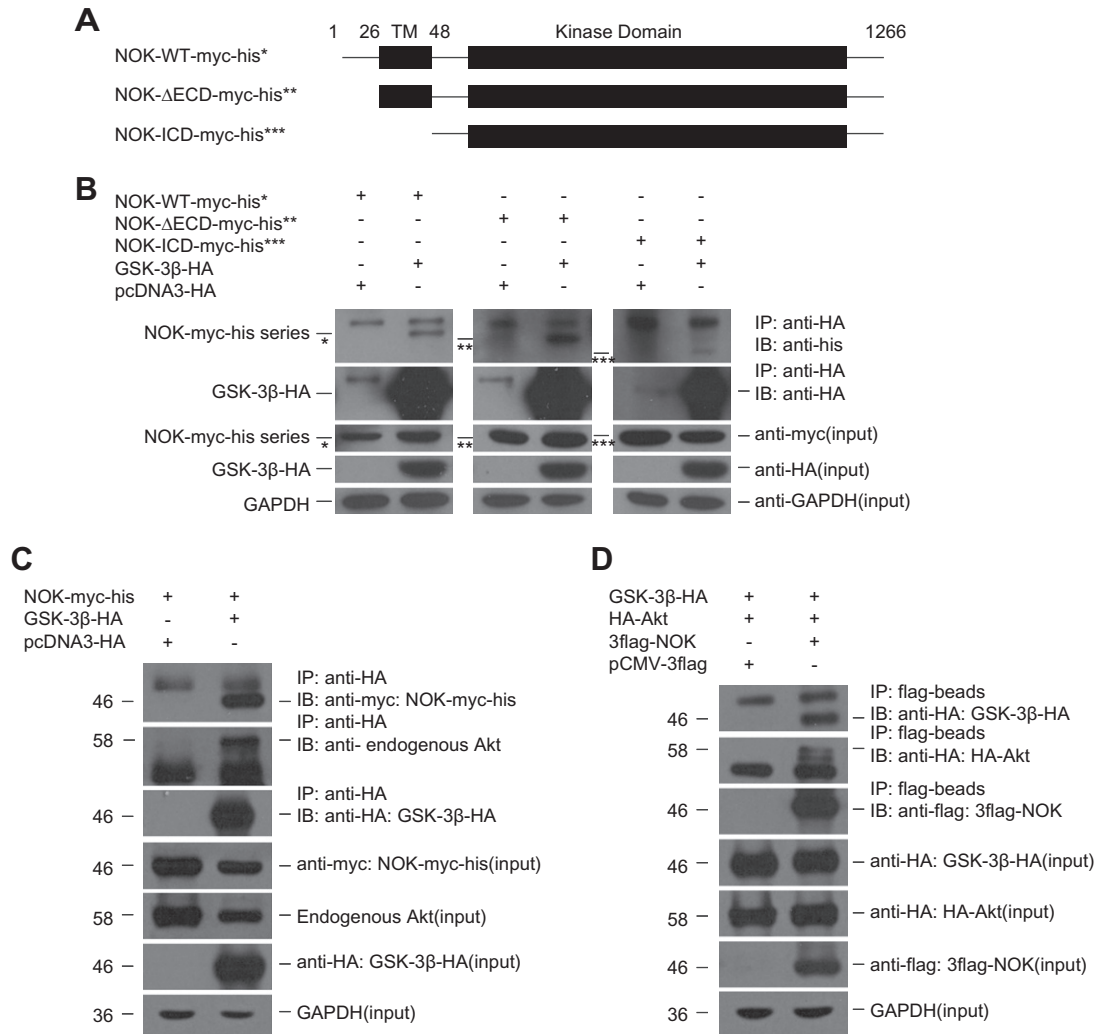 A
1 26 TM 48 Kinase Domain 1266
NOK-WT-myc-his*
NOK-ΔECD-myc-his**
NOK-ICD-myc-his***
B
NOK-WT-myc-his* + + - - - -
NOK-ΔECD-myc-his** - - + + - -
NOK-ICD-myc-his*** - - - - + +
GSK-3β-HA - + - + - +
pcDNA3-HA + - + - + -
NOK-myc-his series * ** *** IP: anti-HA
IB: anti-his
IP: anti-HA
GSK-3β-HA IB: anti-HA
NOK-myc-his series * ** *** anti-myc(input)
GSK-3β-HA anti-HA(input)
GAPDH anti-GAPDH(input)
C
NOK-myc-his + +
GSK-3β-HA - +
pcDNA3-HA + -
IP: anti-HA
46 IB: anti-myc: NOK-myc-his
IP: anti-HA
58 IB: anti- endogenous Akt
IP: anti-HA
46 IB: anti-HA: GSK-3β-HA
46 anti-myc: NOK-myc-his(input)
58 Endogenous Akt(input)
46 anti-HA: GSK-3β-HA(input)
36 GAPDH(input)
D
GSK-3β-HA + +
HA-Akt + +
3flag-NOK - +
pCMV-3flag + -
IP: flag-beads
46 IB: anti-HA: GSK-3β-HA
IP: flag-beads
58 IB: anti-HA: HA-Akt
IP: flag-beads
46 IB: anti-flag: 3flag-NOK
46 anti-HA: GSK-3β-HA(input)
58 anti-HA: HA-Akt(input)
46 anti-flag: 3flag-NOK(input)
36 GAPDH(input)